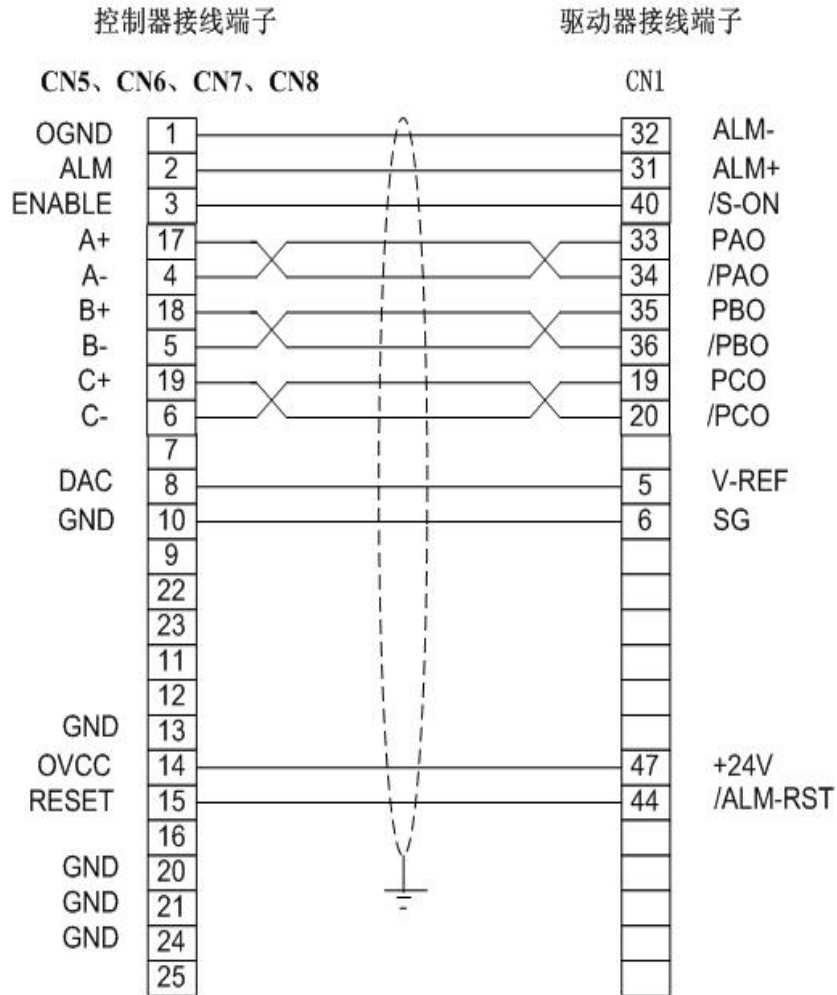 控制器接线端子 驱动器接线端子
CN5、CN6、CN7、CN8 CN1
OGND 1 32 ALM-
ALM 2 31 ALM+
ENABLE 3 40 /S-ON
A+ 17 33 PAO
A- 4 34 /PAO
B+ 18 35 PBO
B- 5 36 /PBO
C+ 19 19 PCO
C- 6 20 /PCO
7
DAC 8 5 V-REF
GND 10 6 SG
9
22
23
11
12
GND 13
OVCC 14 47 +24V
RESET 15 44 /ALM-RST
16
GND 20
GND 21
GND 24
25